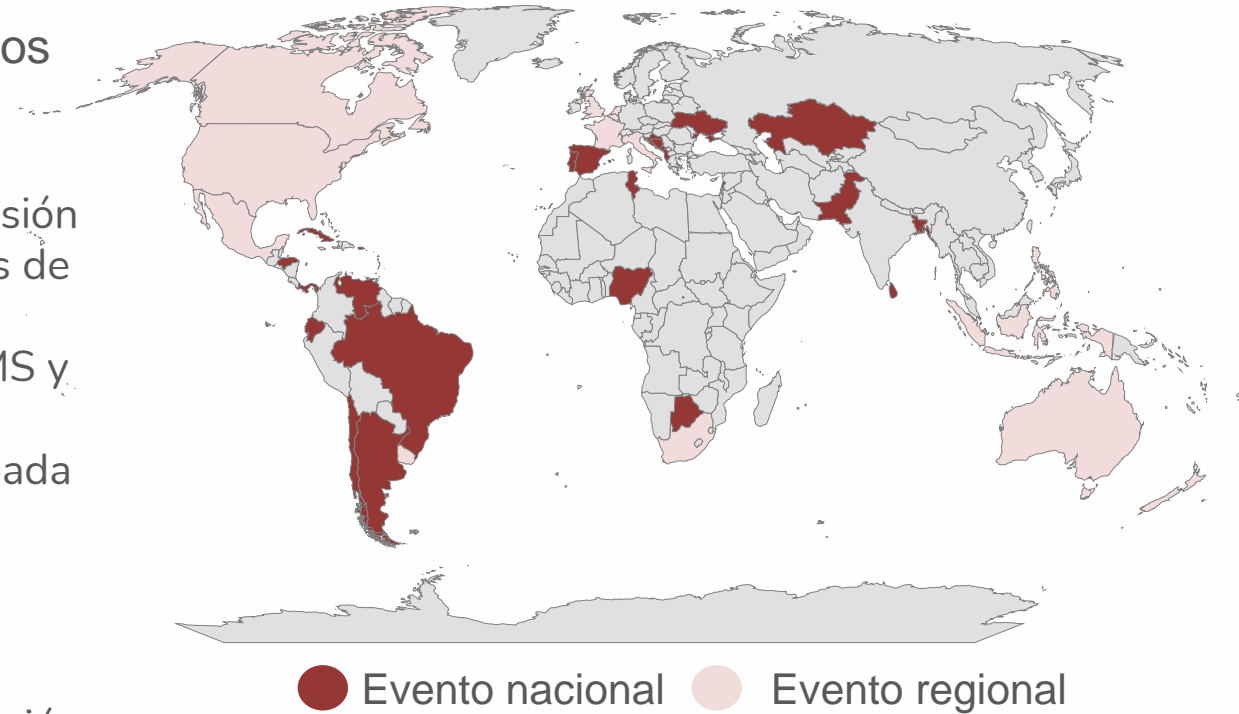 os
sión
s de
MS y
ada
Evento nacional
Evento regional